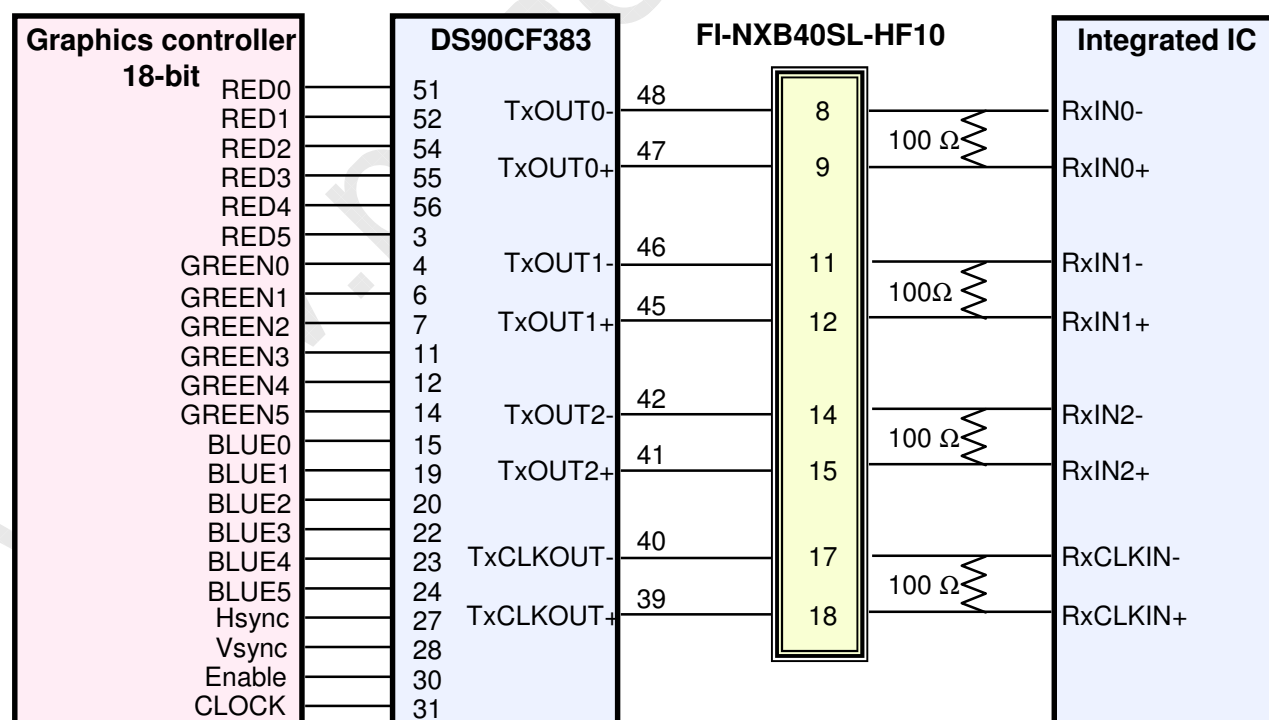 Graphics controller
18-bit
DS90CF383
FI-NXB40SL-HF10
Integrated IC
RED0 51
RED1 52
RED2 54
RED3 55
RED4 56
RED5 3
GREEN0 4
GREEN1 6
GREEN2 7
GREEN3 11
GREEN4 12
GREEN5 14
BLUE0 15
BLUE1 19
BLUE2 20
BLUE3 22
BLUE4 23
BLUE5 24
Hsync 27
Vsync 28
Enable 30
CLOCK 31
TxOUT0- 48 8 RxIN0-
100 Ω
TxOUT0+ 47 9 RxIN0+
TxOUT1- 46 11 RxIN1-
100Ω
TxOUT1+ 45 12 RxIN1+
TxOUT2- 42 14 RxIN2-
100 Ω
TxOUT2+ 41 15 RxIN2+
TxCLKOUT- 40 17 RxCLKIN-
100 Ω
TxCLKOUT+ 39 18 RxCLKIN+